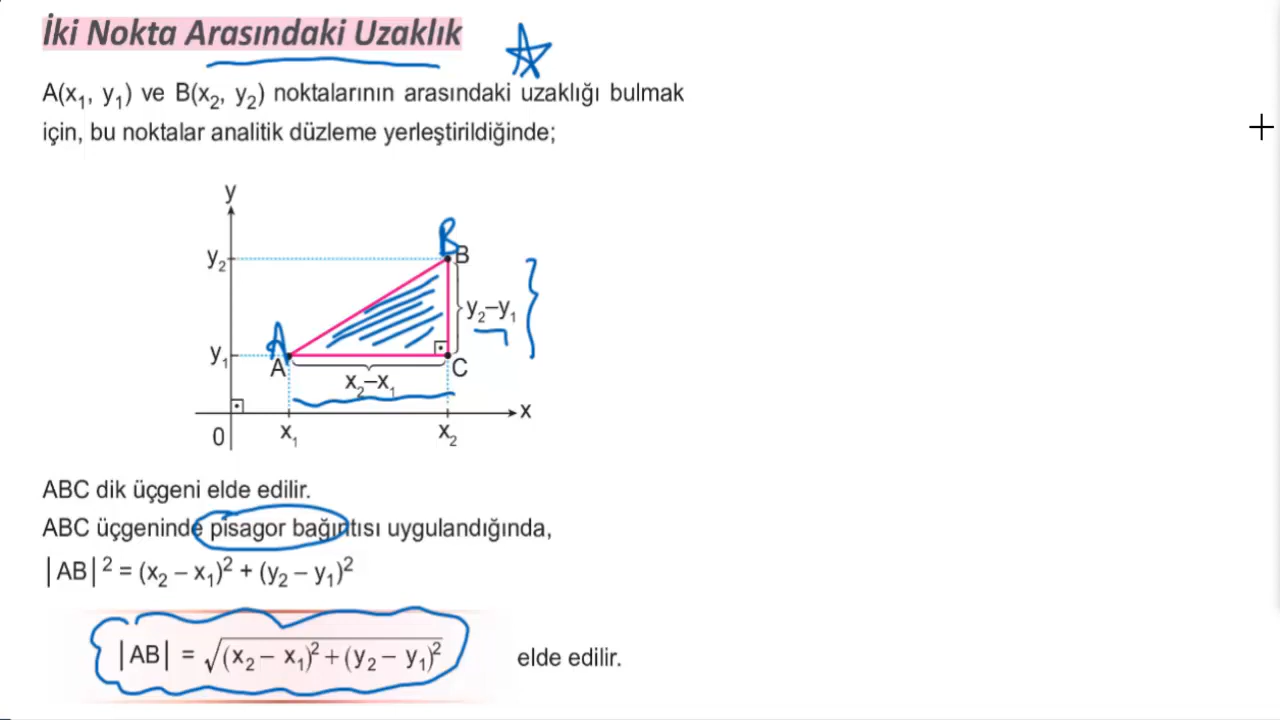 İki Nokta Arasındaki Uzaklık
A(x₁, y₁) ve B(x₂, y₂) noktalarının arasındaki uzaklığı bulmak
için, bu noktalar analitik düzleme yerleştirildiğinde;
y
B
y₂
B
y₂–y₁
A
y₁
A
C
x₂–x₁
x
0
x₁
x₂
ABC dik üçgeni elde edilir.
ABC üçgeninde pisagor bağıntısı uygulandığında,
|AB|² = (x₂ – x₁)² + (y₂ – y₁)²
|AB| = √(x₂ – x₁)² + (y₂ – y₁)² elde edilir.